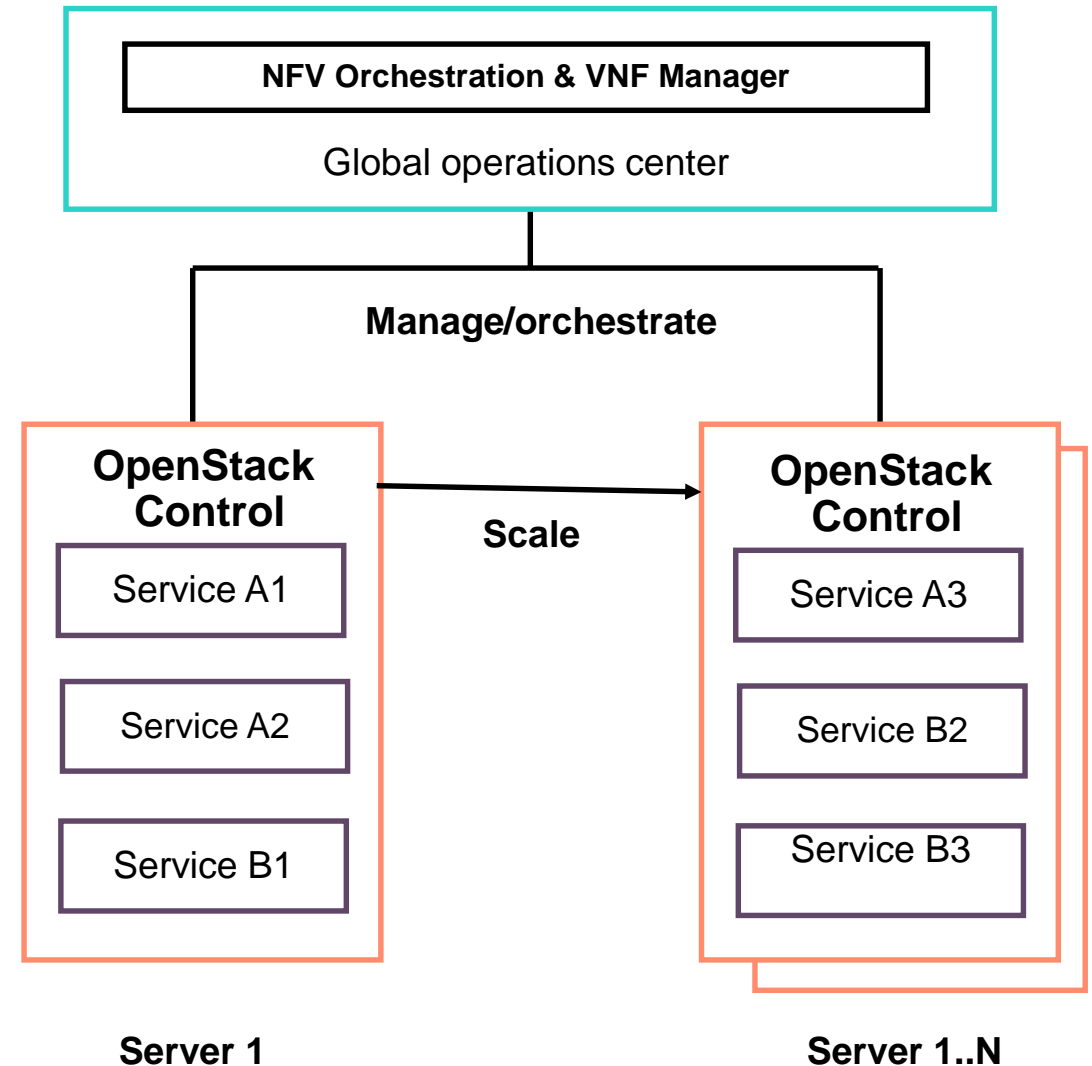 NFV Orchestration & VNF Manager
Global operations center
Manage/orchestrate
OpenStack
Control
Service A1
Service A2
Service B1
Scale
OpenStack
Control
Service A3
Service B2
Service B3
Server 1
Server 1..N